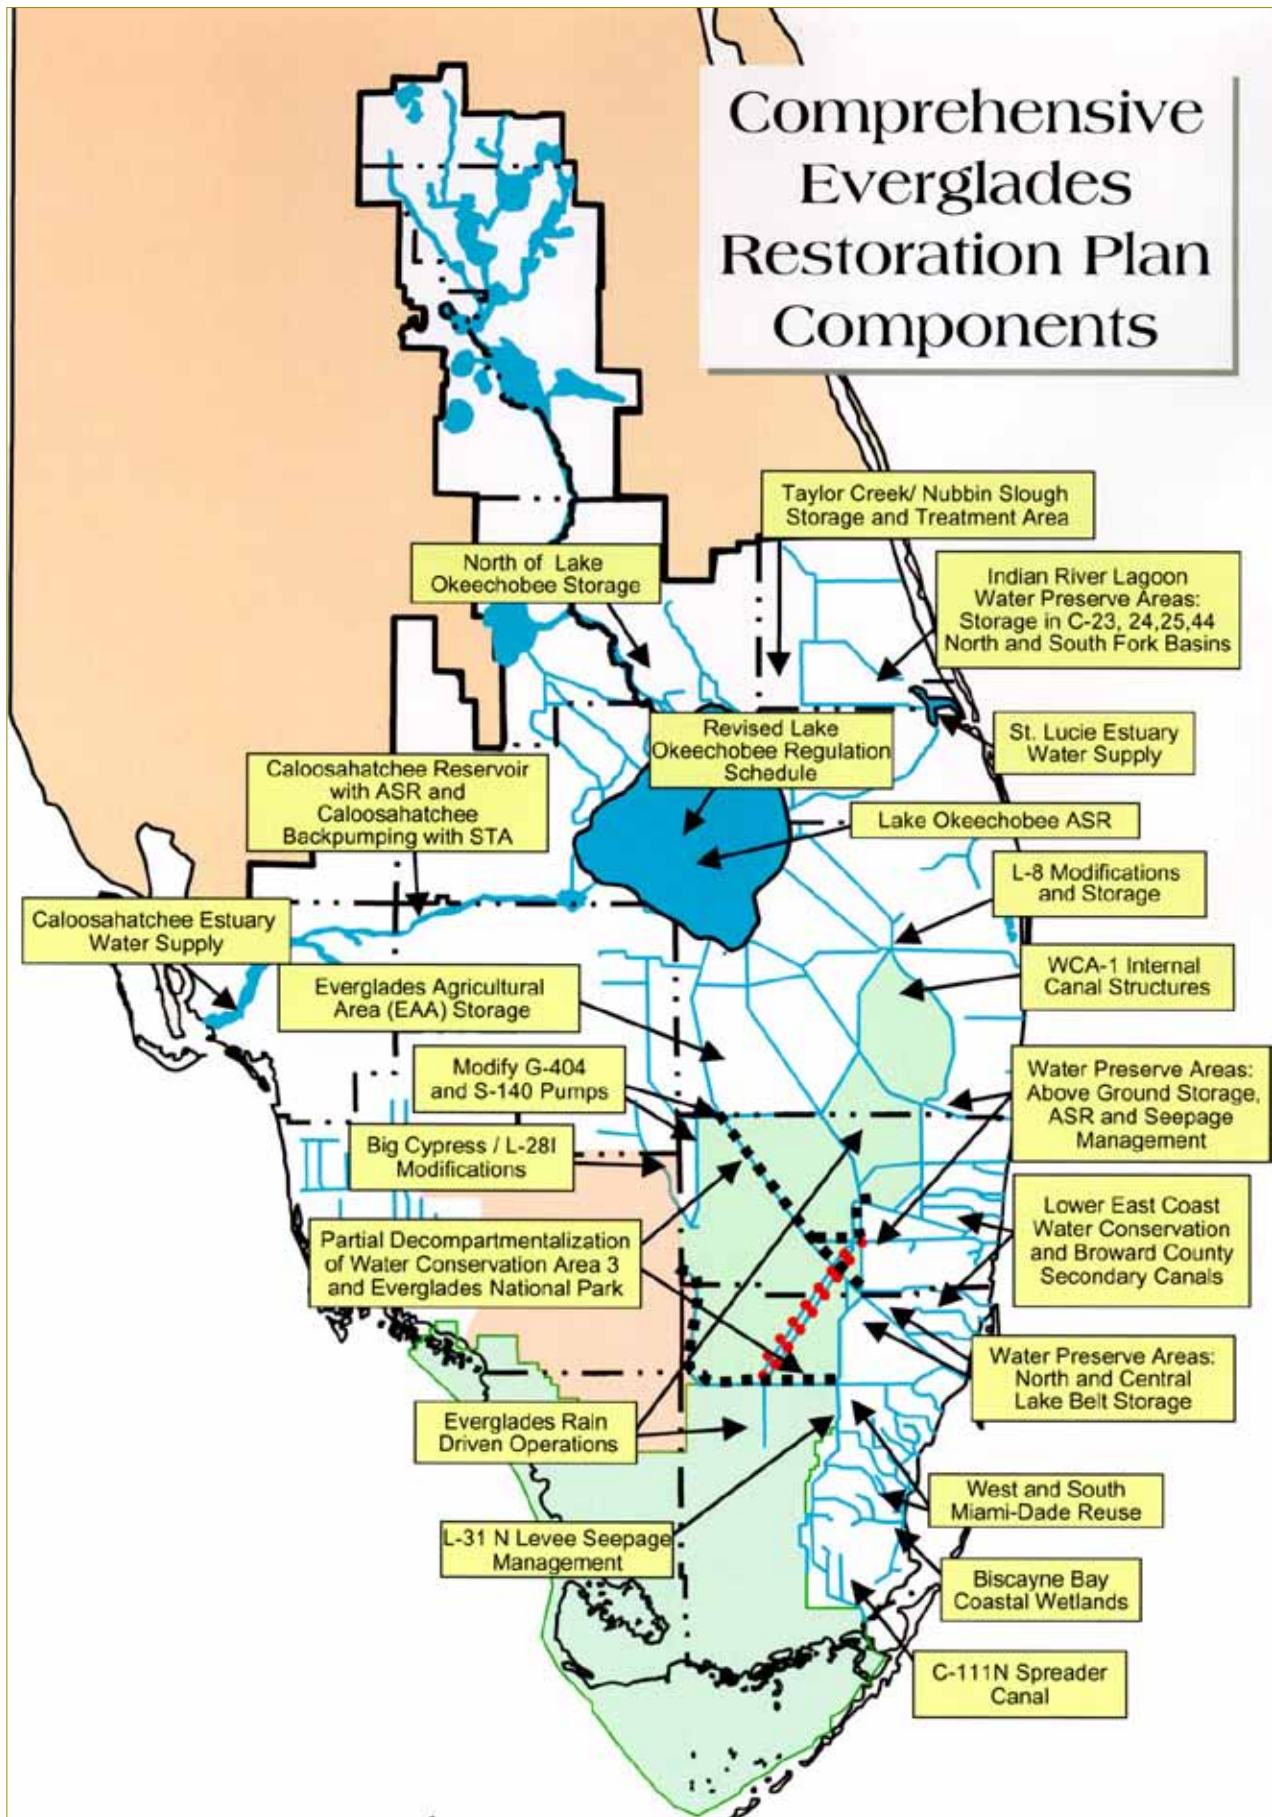 Comprehensive
Everglades
Restoration Plan
Components
Taylor Creek/ Nubbin Slough
Storage and Treatment Area
North of Lake
Okeechobee Storage
Indian River Lagoon
Water Preserve Areas:
Storage in C-23, 24,25,44
North and South Fork Basins
Revised Lake
Okeechobee Regulation
Schedule
St. Lucie Estuary
Water Supply
Caloosahatchee Reservoir
with ASR and
Caloosahatchee
Backpumping with STA
Lake Okeechobee ASR
L-8 Modifications
and Storage
Caloosahatchee Estuary
Water Supply
WCA-1 Internal
Canal Structures
Everglades Agricultural
Area (EAA) Storage
Modify G-404
and S-140 Pumps
Water Preserve Areas:
Above Ground Storage,
ASR and Seepage
Management
Big Cypress / L-28I
Modifications
Lower East Coast
Water Conservation
and Broward County
Secondary Canals
Partial Decompartmentalization
of Water Conservation Area 3
and Everglades National Park
Water Preserve Areas:
North and Central
Lake Belt Storage
Everglades Rain
Driven Operations
West and South
Miami-Dade Reuse
L-31 N Levee Seepage
Management
Biscayne Bay
Coastal Wetlands
C-111N Spreader
Canal